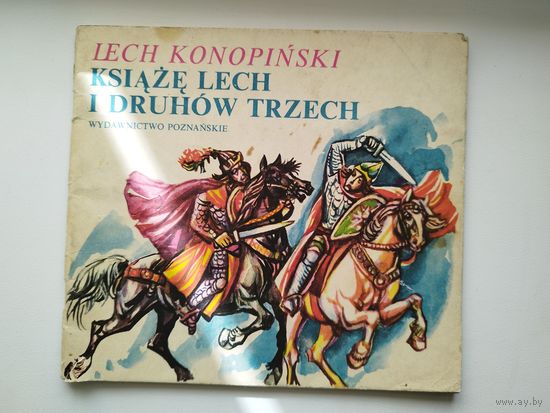 LECH KONOPIŃSKI
KSIĄŻĘ LECH
I DRUHÓW TRZECH
WYDAWNICTWO POZNAŃSKIE
www.ay.by